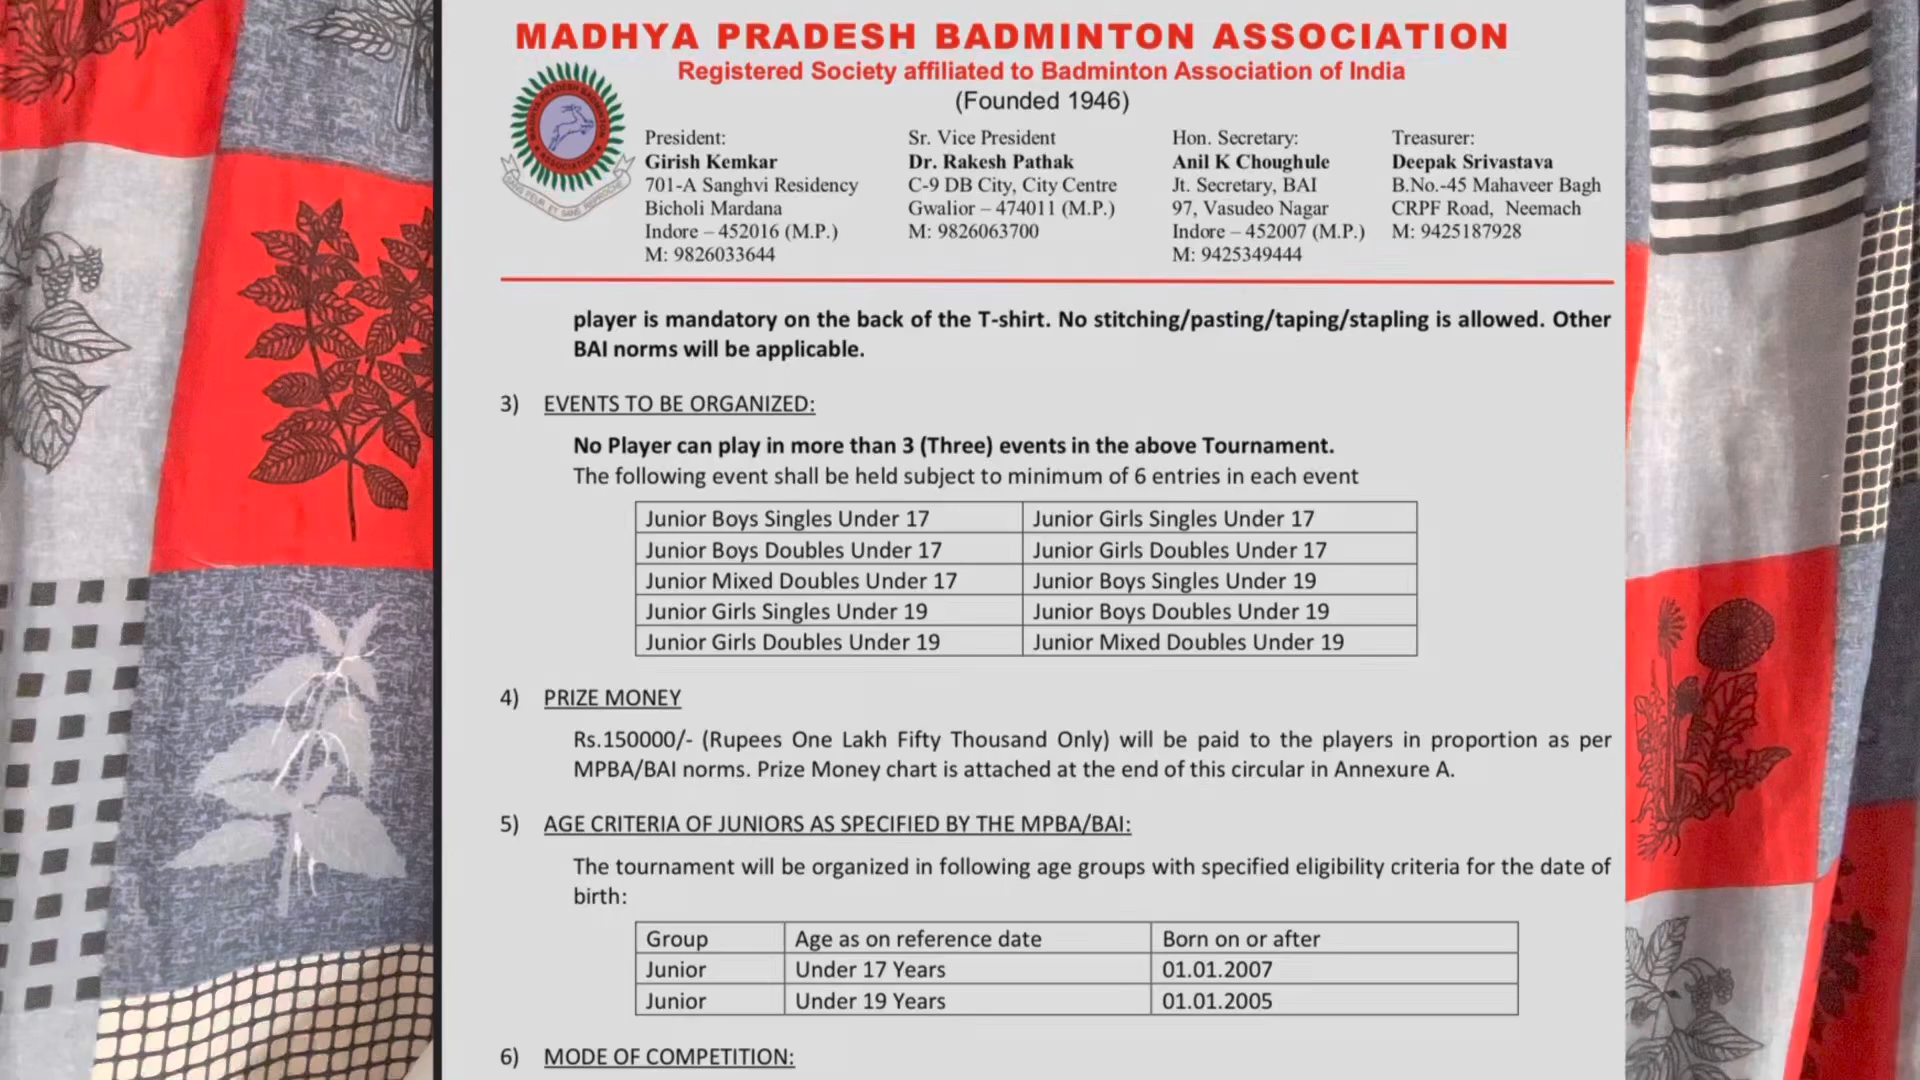 MADHYA PRADESH BADMINTON ASSOCIATION
Registered Society affiliated to Badminton Association of India
(Founded 1946)
MADHYA PRADESH BADMINTON
ASSOCIATION
President:
Girish Kemkar
701-A Sanghvi Residency
Bicholi Mardana
Indore – 452016 (M.P.)
M: 9826033644
Sr. Vice President
Dr. Rakesh Pathak
C-9 DB City, City Centre
Gwalior – 474011 (M.P.)
M: 9826063700
Hon. Secretary:
Anil K Choughule
Jt. Secretary, BAI
97, Vasudeo Nagar
Indore – 452007 (M.P.)
M: 9425349444
Treasurer:
Deepak Srivastava
B.No.-45 Mahaveer Bagh
CRPF Road, Neemach
M: 9425187928
player is mandatory on the back of the T-shirt. No stitching/pasting/taping/stapling is allowed. Other
BAI norms will be applicable.
3) EVENTS TO BE ORGANIZED:
No Player can play in more than 3 (Three) events in the above Tournament.
The following event shall be held subject to minimum of 6 entries in each event
Junior Boys Singles Under 17 Junior Girls Singles Under 17
Junior Boys Doubles Under 17 Junior Girls Doubles Under 17
Junior Mixed Doubles Under 17 Junior Boys Singles Under 19
Junior Girls Singles Under 19 Junior Boys Doubles Under 19
Junior Girls Doubles Under 19 Junior Mixed Doubles Under 19
4) PRIZE MONEY
Rs.150000/- (Rupees One Lakh Fifty Thousand Only) will be paid to the players in proportion as per
MPBA/BAI norms. Prize Money chart is attached at the end of this circular in Annexure A.
5) AGE CRITERIA OF JUNIORS AS SPECIFIED BY THE MPBA/BAI:
The tournament will be organized in following age groups with specified eligibility criteria for the date of
birth:
Group Age as on reference date Born on or after
Junior Under 17 Years 01.01.2007
Junior Under 19 Years 01.01.2005
6) MODE OF COMPETITION: